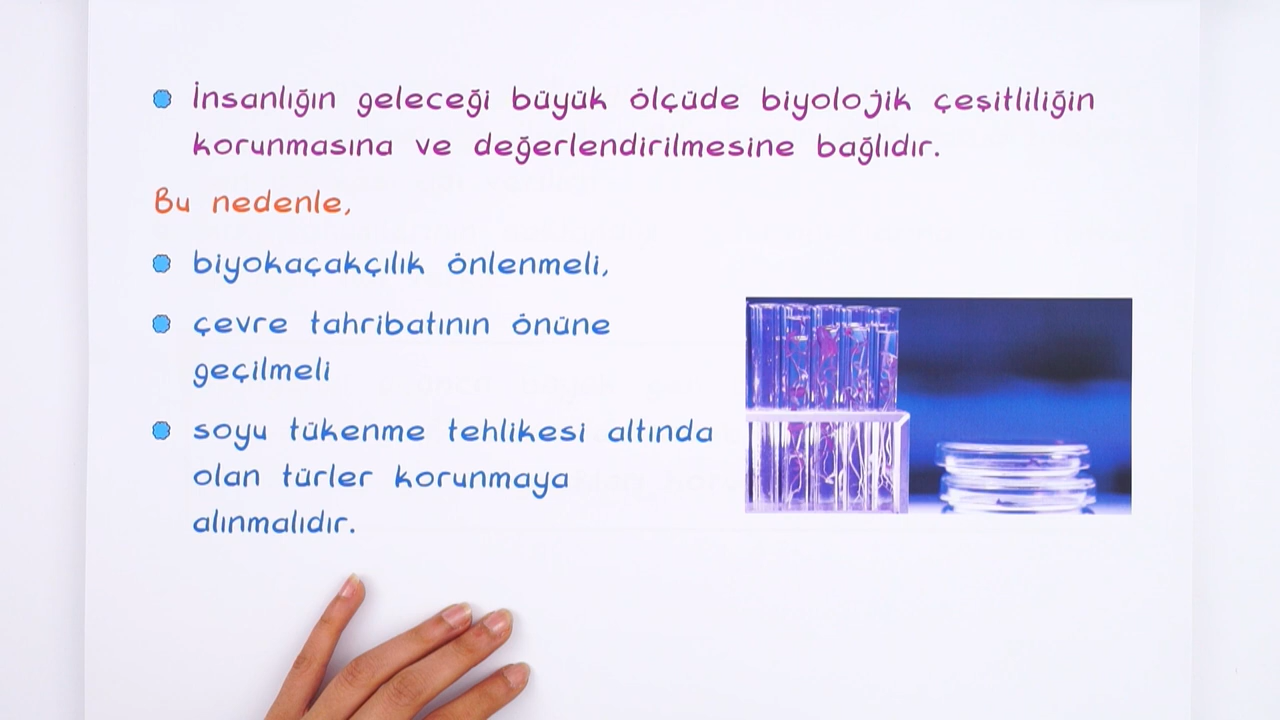 İnsanlığın geleceği büyük ölçüde biyolojik çeşitliliğin
korunmasına ve değerlendirilmesine bağlıdır.
Bu nedenle,
biyokaçakçılık önlenmeli,
çevre tahribatının önüne
geçilmeli
soyu tükenme tehlikesi altında
olan türler korunmaya
alınmalıdır.